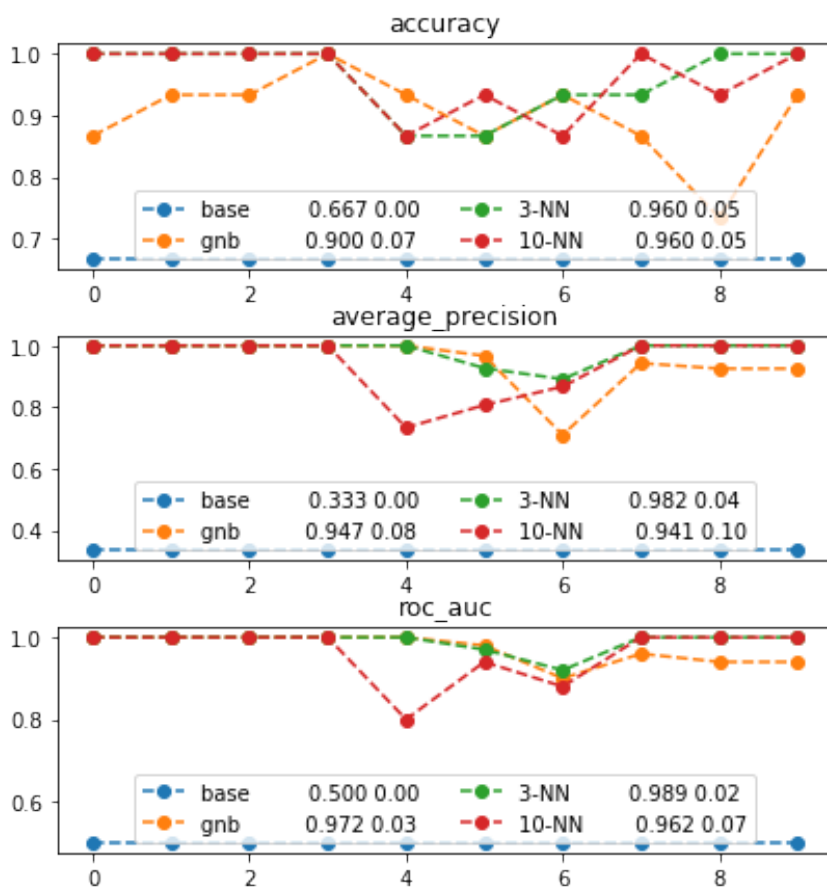 accuracy
1.0
0.9
0.8
0.7
base 0.667 0.00 3-NN 0.960 0.05
gnb 0.900 0.07 10-NN 0.960 0.05
0 2 4 6 8
average_precision
1.0
0.8
0.6
0.4
base 0.333 0.00 3-NN 0.982 0.04
gnb 0.947 0.08 10-NN 0.941 0.10
0 2 4 6 8
roc_auc
1.0
0.8
0.6
base 0.500 0.00 3-NN 0.989 0.02
gnb 0.972 0.03 10-NN 0.962 0.07
0 2 4 6 8